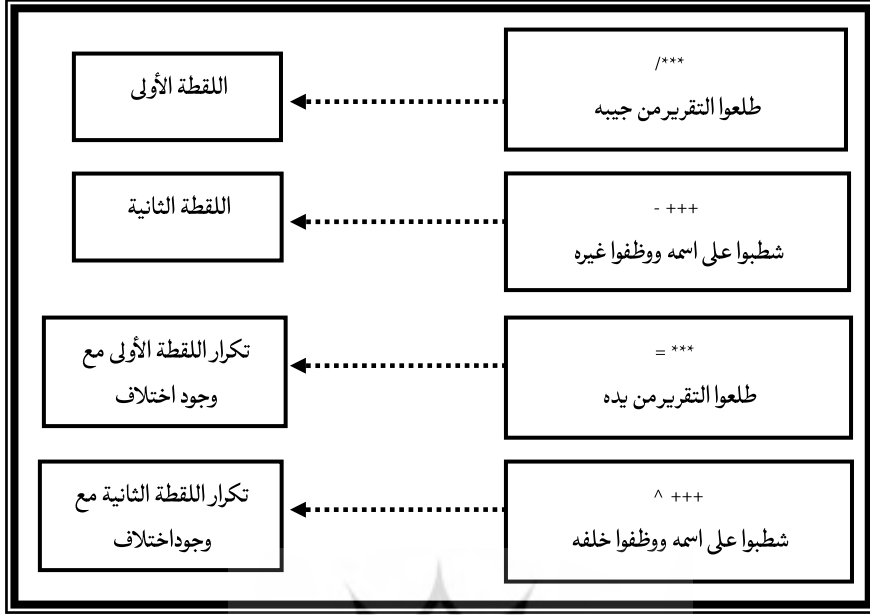 /***
طلعوا التقرير من جيبه
اللقطة الأولى
- +++
شطبوا على اسمه ووظفوا غيره
اللقطة الثانية
= ***
طلعوا التقرير من يده
تكرار اللقطة الأولى مع
وجود اختلاف
^ +++
شطبوا على اسمه ووظفوا خلفه
تكرار اللقطة الثانية مع
وجوداختلاف